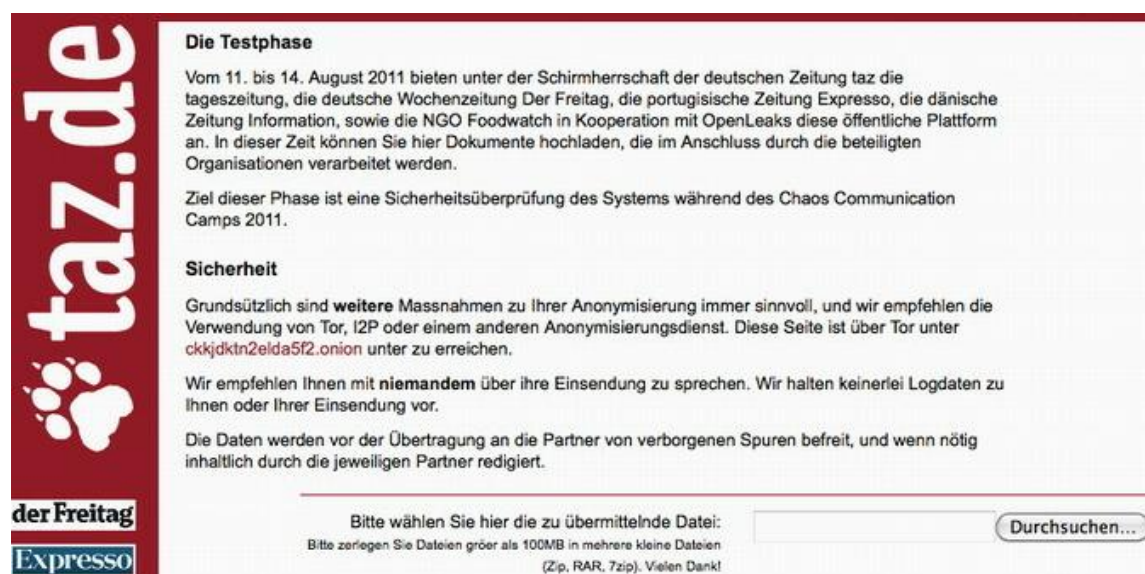 taz.de
Die Testphase
Vom 11. bis 14. August 2011 bieten unter der Schirmherrschaft der deutschen Zeitung taz die
tageszeitung, die deutsche Wochenzeitung Der Freitag, die portugisische Zeitung Expresso, die dänische
Zeitung Information, sowie die NGO Foodwatch in Kooperation mit OpenLeaks diese öffentliche Plattform
an. In dieser Zeit können Sie hier Dokumente hochladen, die im Anschluss durch die beteiligten
Organisationen verarbeitet werden.
Ziel dieser Phase ist eine Sicherheitsüberprüfung des Systems während des Chaos Communication
Camps 2011.
Sicherheit
Grundsützlich sind weitere Massnahmen zu Ihrer Anonymisierung immer sinnvoll, und wir empfehlen die
Verwendung von Tor, I2P oder einem anderen Anonymisierungsdienst. Diese Seite ist über Tor unter
ckkjdktn2elda5f2.onion unter zu erreichen.
Wir empfehlen Ihnen mit niemandem über ihre Einsendung zu sprechen. Wir halten keinerlei Logdaten zu
Ihnen oder Ihrer Einsendung vor.
Die Daten werden vor der Übertragung an die Partner von verborgenen Spuren befreit, und wenn nötig
inhaltlich durch die jeweiligen Partner redigiert.
der Freitag
Expresso
Bitte wählen Sie hier die zu übermittelnde Datei:
Durchsuchen...
Bitte zerlegen Sie Dateien gröer als 100MB in mehrere kleine Dateien
(Zip, RAR, 7zip). Vielen Dank!